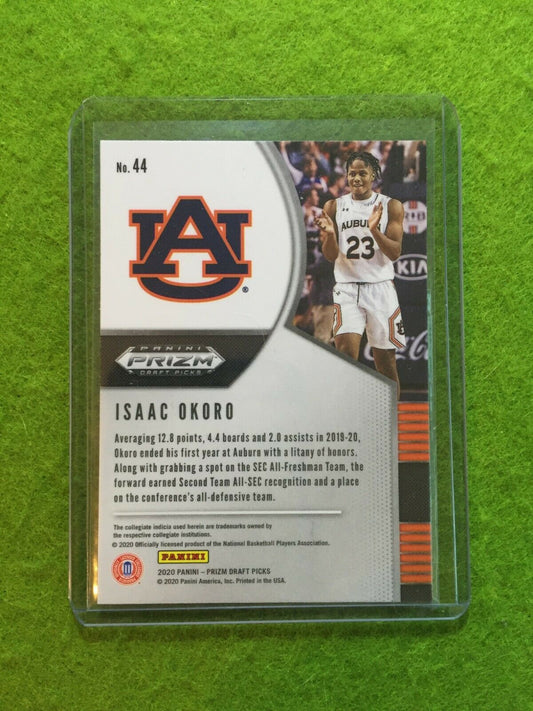 No. 44
AU
®
AUBURN
23
KIA
Coca-Cola
PANINI
PRIZM
DRAFT PICKS
ISAAC OKORO
Averaging 12.8 points, 4.4 boards and 2.0 assists in 2019-20,
Okoro ended his first year at Auburn with a litany of honors.
Along with grabbing a spot on the SEC All-Freshman Team, the
forward earned Second Team All-SEC recognition and a place
on the conference's all-defensive team.
The collegiate indicia used herein are trademarks owned by
the respective collegiate institutions.
© 2020 Officially licensed product of the National Basketball Players Association.
PANINI
2020 PANINI – PRIZM DRAFT PICKS
© 2020 Panini America, Inc. Printed in the USA.